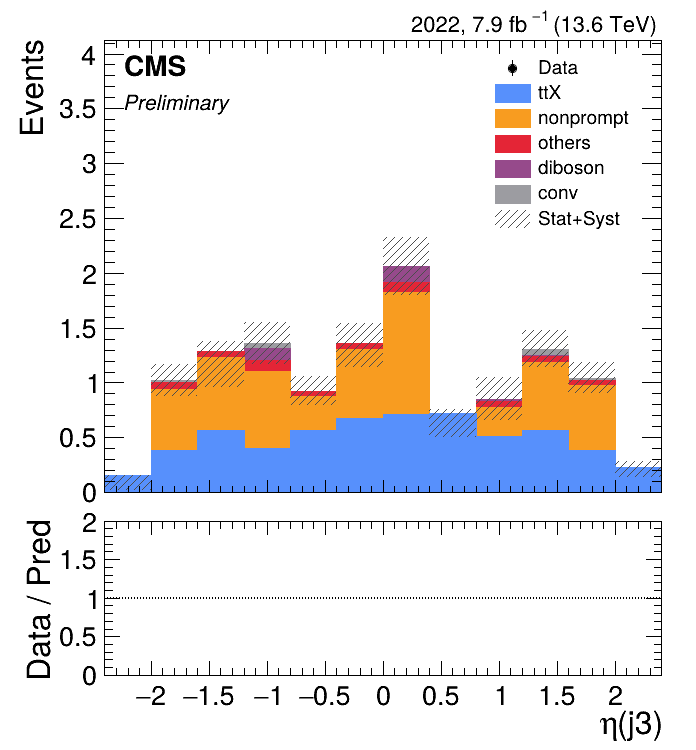 2022, 7.9 fb⁻¹ (13.6 TeV)
CMS
Preliminary
Events
4
3.5
3
2.5
2
1.5
1
0.5
0
Data
ttX
nonprompt
others
diboson
conv
Stat+Syst
Data / Pred
2
1.5
1
0.5
0
−2 −1.5 −1 −0.5 0 0.5 1 1.5 2
η(j3)